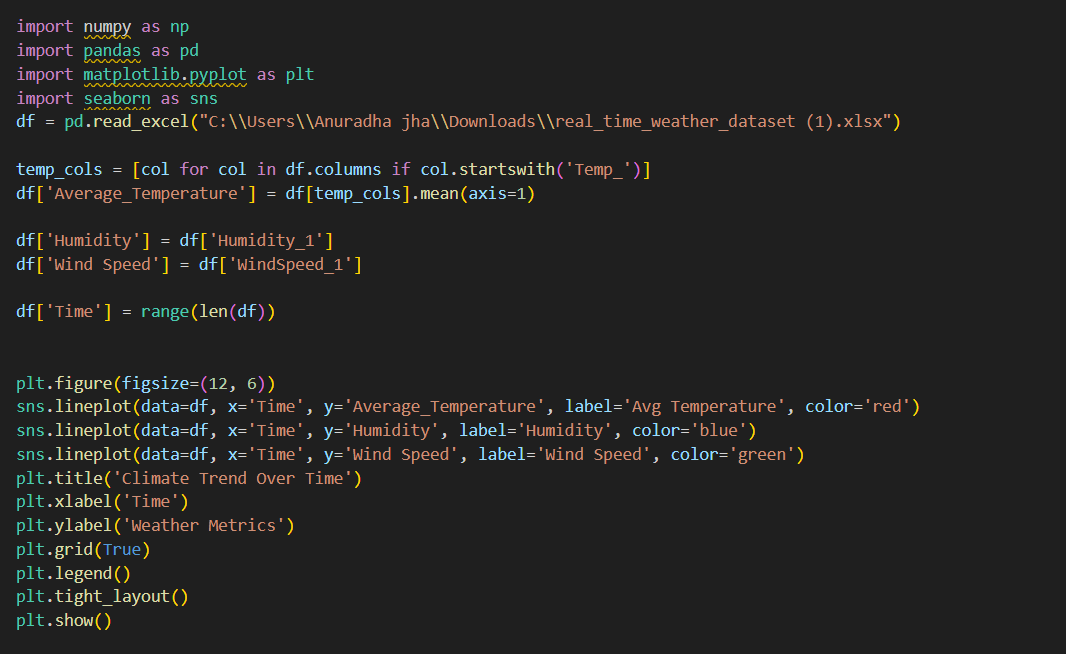 import numpy as np
import pandas as pd
import matplotlib.pyplot as plt
import seaborn as sns
df = pd.read_excel("C:\\Users\\Anuradha jha\\Downloads\\real_time_weather_dataset (1).xlsx")
temp_cols = [col for col in df.columns if col.startswith('Temp_')]
df['Average_Temperature'] = df[temp_cols].mean(axis=1)
df['Humidity'] = df['Humidity_1']
df['Wind Speed'] = df['WindSpeed_1']
df['Time'] = range(len(df))
plt.figure(figsize=(12, 6))
sns.lineplot(data=df, x='Time', y='Average_Temperature', label='Avg Temperature', color='red')
sns.lineplot(data=df, x='Time', y='Humidity', label='Humidity', color='blue')
sns.lineplot(data=df, x='Time', y='Wind Speed', label='Wind Speed', color='green')
plt.title('Climate Trend Over Time')
plt.xlabel('Time')
plt.ylabel('Weather Metrics')
plt.grid(True)
plt.legend()
plt.tight_layout()
plt.show()